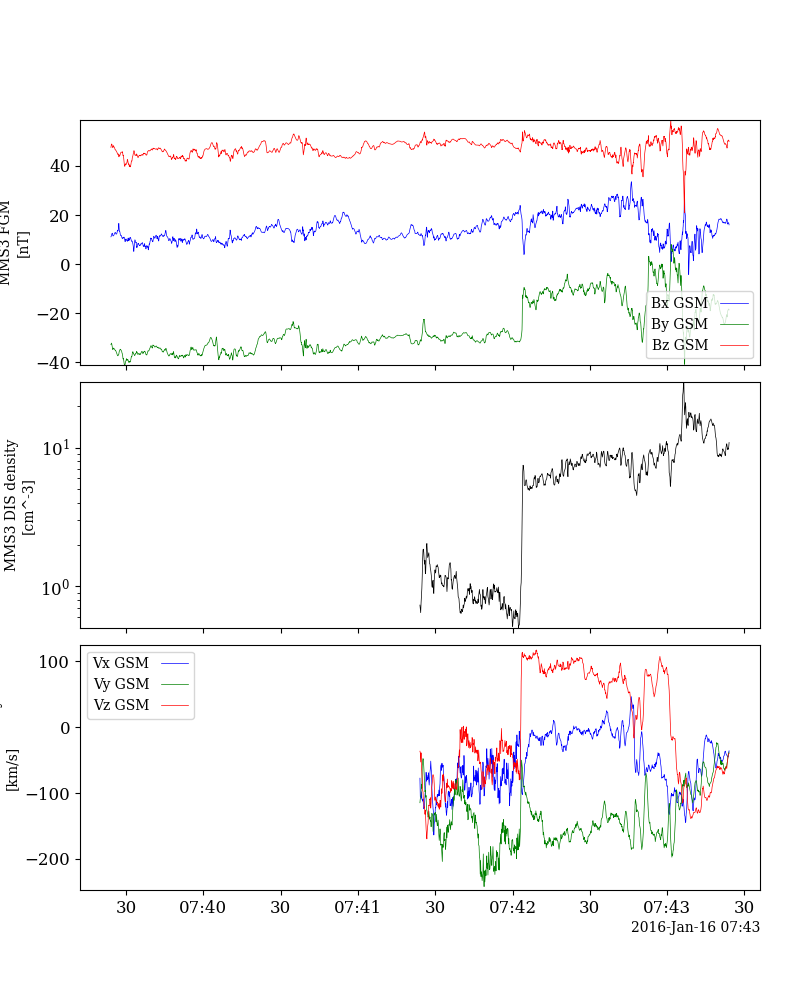 40
20
0
−20
−40
MMS3 FGM
[nT]
Bx GSM
By GSM
Bz GSM
10^1
10^0
MMS3 DIS density
[cm^-3]
100
0
−100
−200
[km/s]
Vx GSM
Vy GSM
Vz GSM
30 07:40 30 07:41 30 07:42 30 07:43 30
2016-Jan-16 07:43